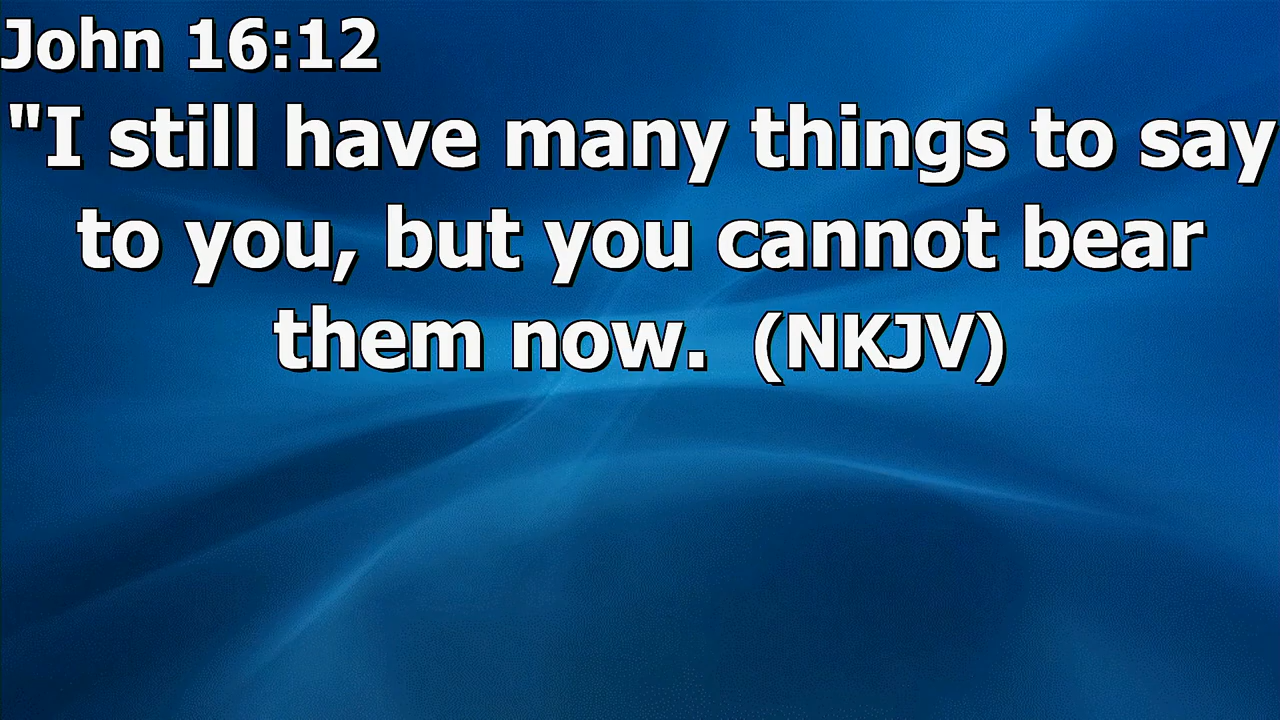 John 16:12
"I still have many things to say
to you, but you cannot bear
them now.  (NKJV)